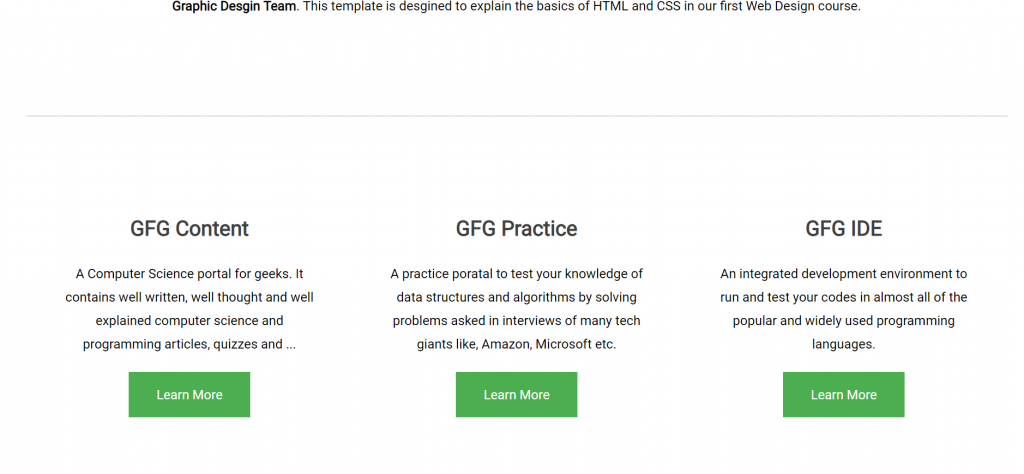 Graphic Desgin Team. This template is desgined to explain the basics of HTML and CSS in our first Web Design course.
GFG Content
A Computer Science portal for geeks. It
contains well written, well thought and well
explained computer science and
programming articles, quizzes and ...
Learn More
GFG Practice
A practice poratal to test your knowledge of
data structures and algorithms by solving
problems asked in interviews of many tech
giants like, Amazon, Microsoft etc.
Learn More
GFG IDE
An integrated development environment to
run and test your codes in almost all of the
popular and widely used programming
languages.
Learn More